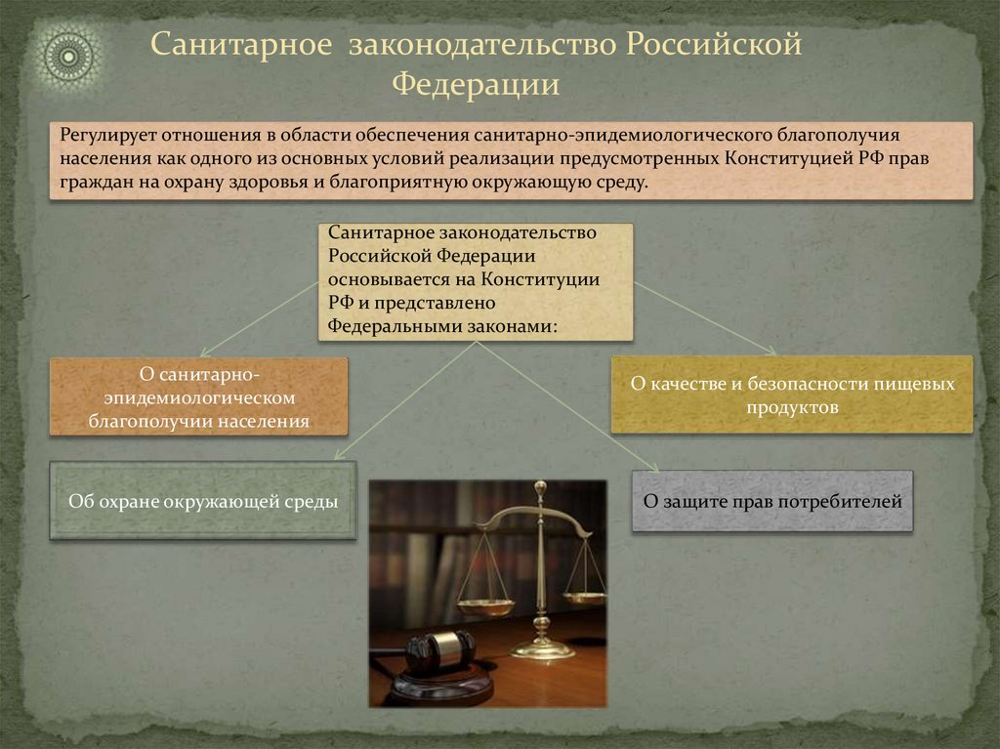 Санитарное законодательство Российской
Федерации
Регулирует отношения в области обеспечения санитарно-эпидемиологического благополучия
населения как одного из основных условий реализации предусмотренных Конституцией РФ прав
граждан на охрану здоровья и благоприятную окружающую среду.
Санитарное законодательство
Российской Федерации
основывается на Конституции
РФ и представлено
Федеральными законами:
О санитарно-
эпидемиологическом
благополучии населения
О качестве и безопасности пищевых
продуктов
Об охране окружающей среды
О защите прав потребителей